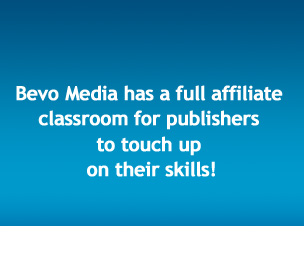 Bevo Media has a full affiliate
classroom for publishers
to touch up
on their skills!